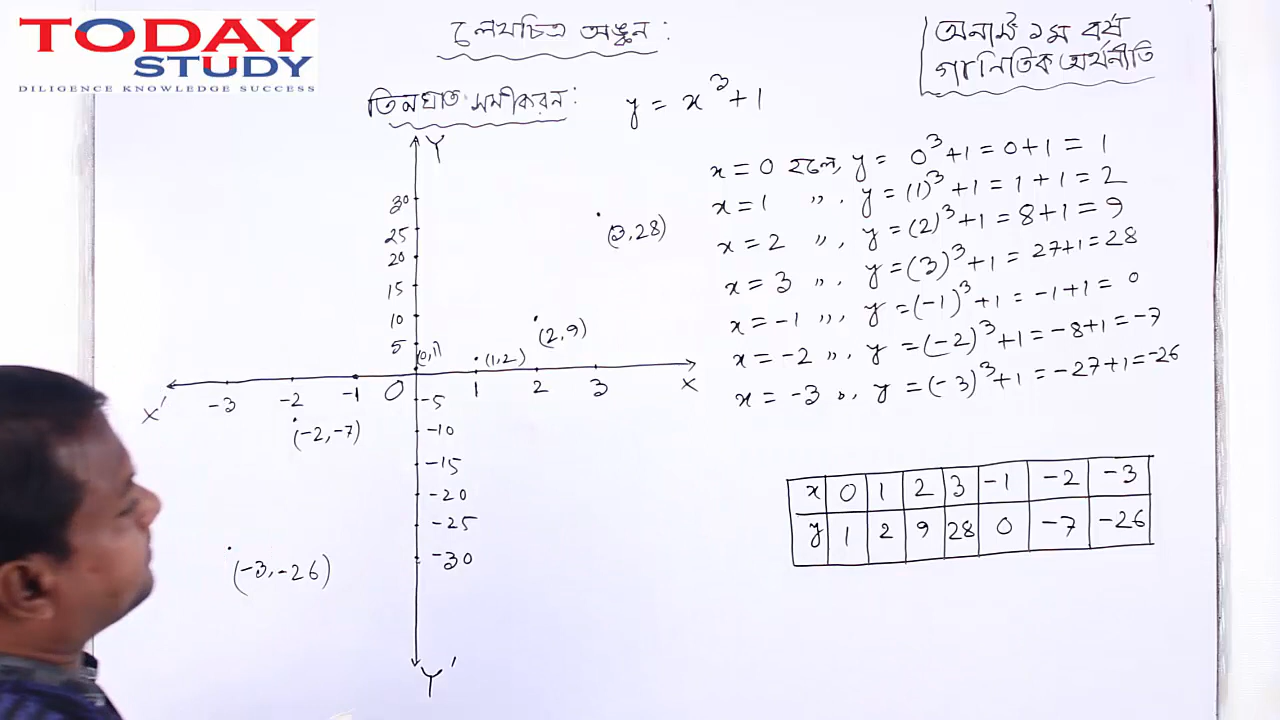 TODAY
STUDY
DILIGENCE KNOWLEDGE SUCCESS
লেখচিত্র অঙ্কন :
অনার্স ১ম বর্ষ
গাণিতিক অর্থনীতি
তিনঘাত সমীকরন : y = x³+1
x = 0 হলে, y = 0³+1 = 0+1 = 1
x = 1 ", y = (1)³+1 = 1+1 = 2
x = 2 ", y = (2)³+1 = 8+1 = 9
x = 3 ", y = (3)³+1 = 27+1 = 28
x = -1 ", y = (-1)³+1 = -1+1 = 0
x = -2 ", y = (-2)³+1 = -8+1 = -7
x = -3 ", y = (-3)³+1 = -27+1 = -26
Y
30
25
20
15
10
5
(3,28)
(2,9)
(0,1)
(1,2)
X' -3 -2 -1 0 1 2 3 X
-5
-10
-15
-20
-25
-30
(-2,-7)
(-3,-26)
Y'
x 0 1 2 3 -1 -2 -3
y 1 2 9 28 0 -7 -26